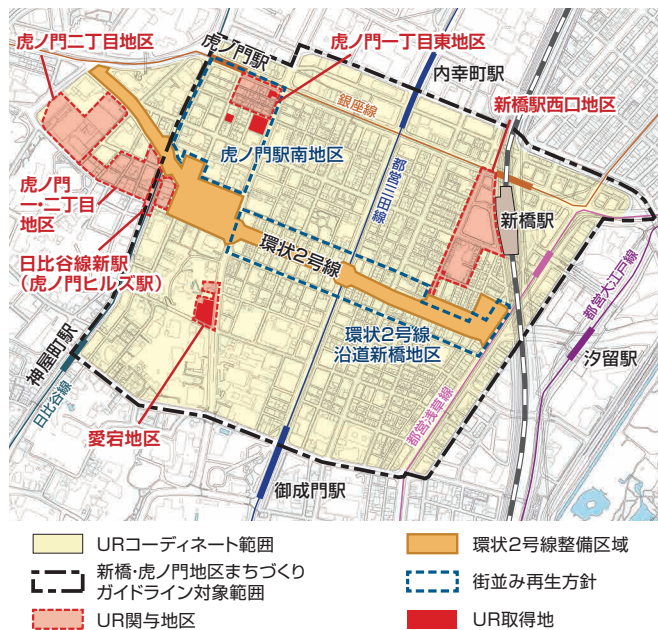 虎ノ門二丁目地区
虎ノ門駅
虎ノ門一丁目東地区
内幸町駅
銀座線
新橋駅西口地区
虎ノ門駅南地区
都営三田線
虎ノ門
一・二丁目
地区
新橋駅
環状2号線
日比谷線新駅
(虎ノ門ヒルズ駅)
都営大江戸線
環状2号線
沿道新橋地区
汐留駅
神屋町駅
日比谷線
都営浅草線
愛宕地区
御成門駅
URコーディネート範囲
環状2号線整備区域
新橋・虎ノ門地区まちづくり
ガイドライン対象範囲
街並み再生方針
UR関与地区
UR取得地